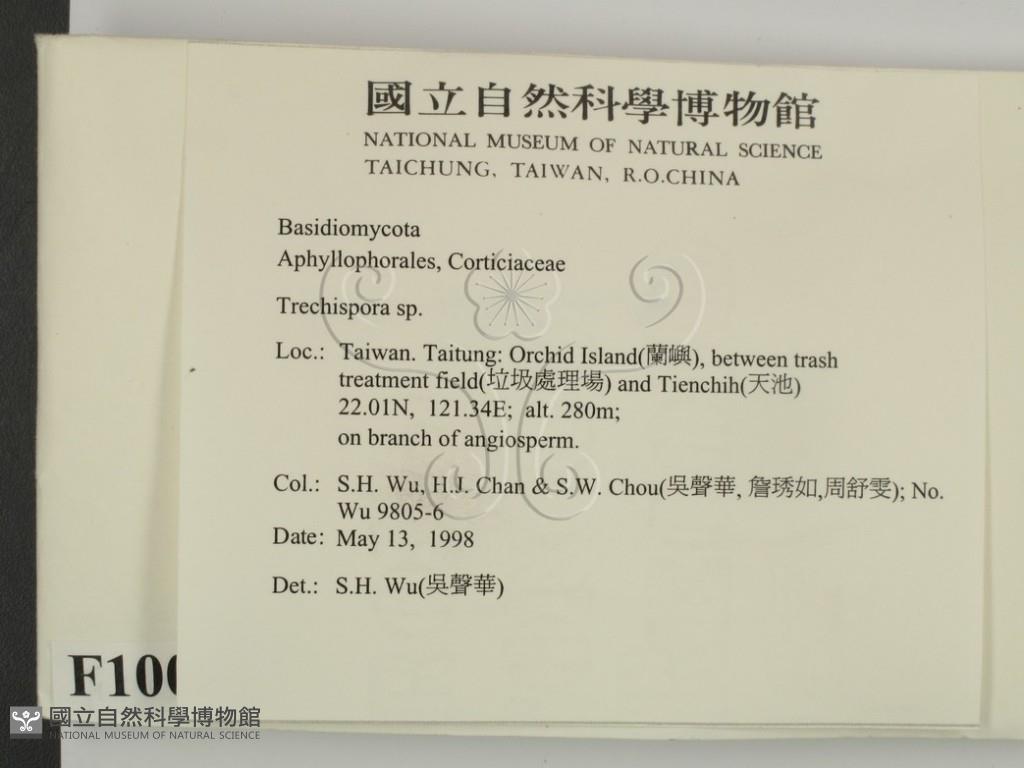 國立自然科學博物館
NATIONAL MUSEUM OF NATURAL SCIENCE
TAICHUNG, TAIWAN, R.O.CHINA
Basidiomycota
Aphyllophorales, Corticiaceae
Trechispora sp.
Loc.: Taiwan. Taitung: Orchid Island(蘭嶼), between trash
treatment field(垃圾處理場) and Tienchih(天池)
22.01N, 121.34E; alt. 280m;
on branch of angiosperm.
Col.: S.H. Wu, H.J. Chan & S.W. Chou(吳聲華, 詹琇如,周舒雯); No.
Wu 9805-6
Date: May 13, 1998
Det.: S.H. Wu(吳聲華)
國立自然科學博物館
NATIONAL MUSEUM OF NATURAL SCIENCE